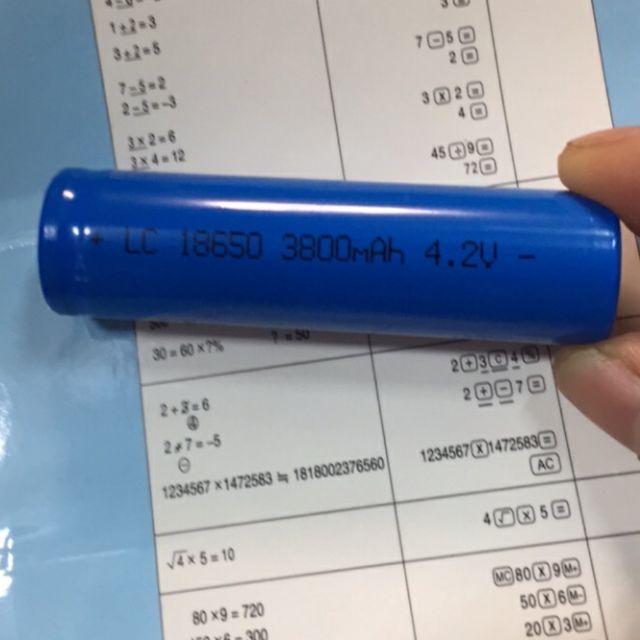 1+2=3
3+2=5
7-5=2
2-5=-3
3×2=6
3×4=12
7 - 5 =
2 =
3 × 2 =
4 =
45 ÷ 9 =
72 =
+ LC 18650 3800mAh 4.2V -
30=60×7%
2 + 3 C 4
2 + - 7 =
2+3=6
2 7=-5
1234567×1472583≒1818002376560
1234567 × 1472583 =
AC
4 √ × 5 =
√4×5=10
MC 80 × 9 M+
50 × 6 M-
20 × 3 M+
80×9=720
=300